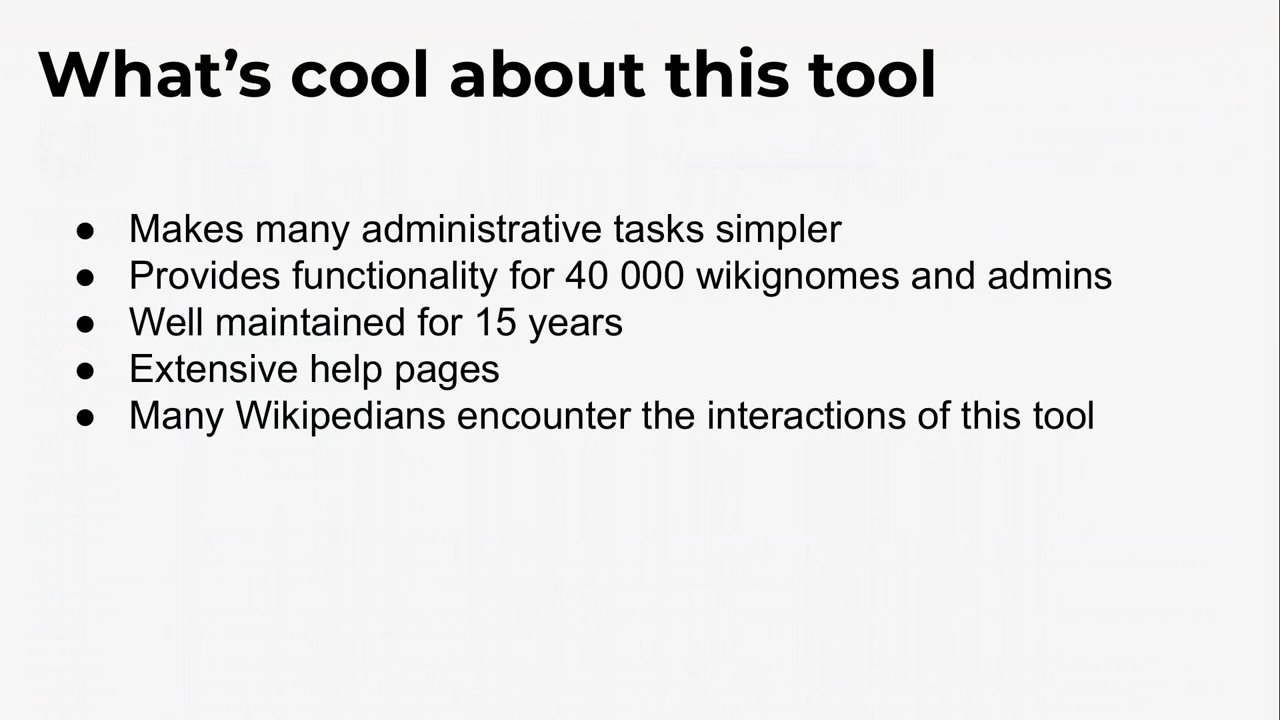 What’s cool about this tool
● Makes many administrative tasks simpler
● Provides functionality for 40 000 wikignomes and admins
● Well maintained for 15 years
● Extensive help pages
● Many Wikipedians encounter the interactions of this tool